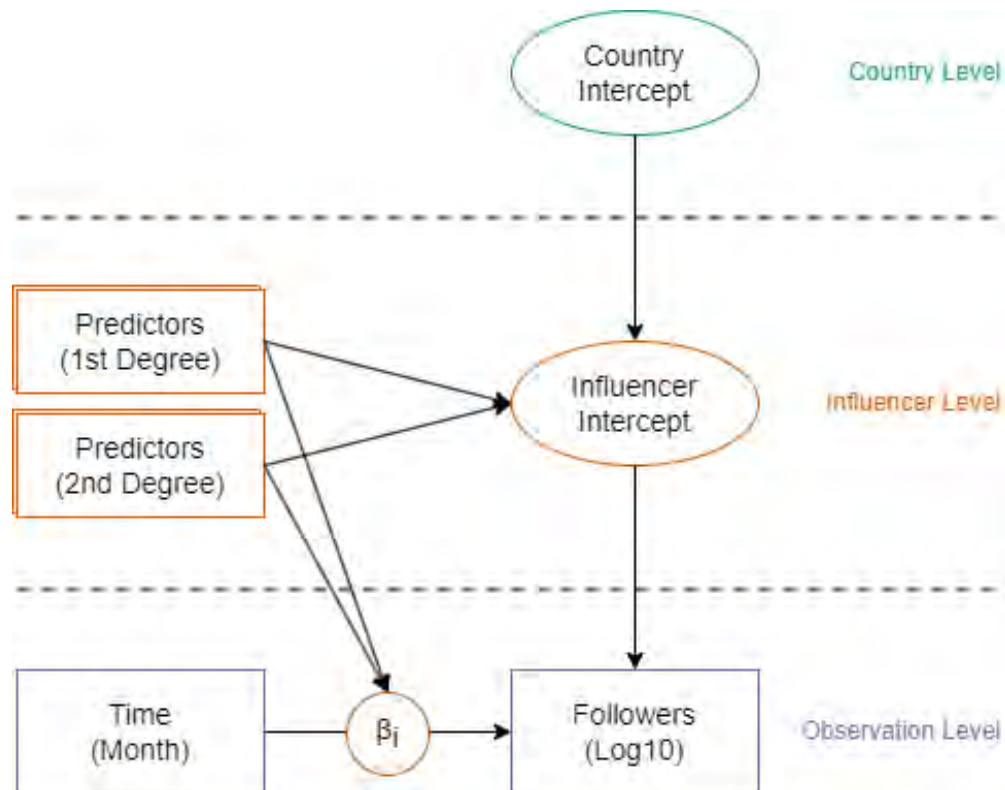 Country
Intercept
Country Level
Predictors
(1st Degree)
Predictors
(2nd Degree)
Influencer
Intercept
Influencer Level
Time
(Month)
βi
Followers
(Log10)
Observation Level